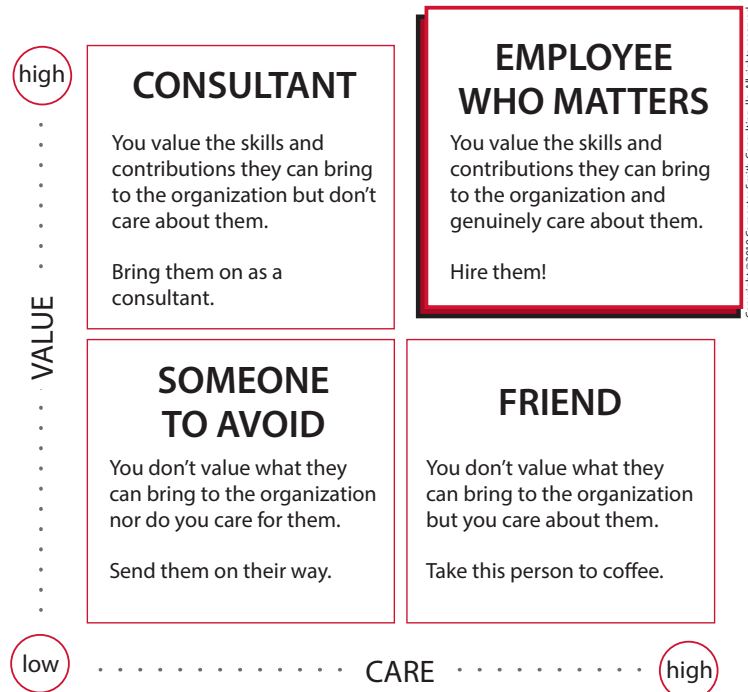 high
CONSULTANT
You value the skills and
contributions they can bring
to the organization but don’t
care about them.
Bring them on as a
consultant.
EMPLOYEE
WHO MATTERS
You value the skills and
contributions they can bring
to the organization and
genuinely care about them.
Hire them!
VALUE
SOMEONE
TO AVOID
You don’t value what they
can bring to the organization
nor do you care for them.
Send them on their way.
FRIEND
You don’t value what they
can bring to the organization
but you care about them.
Take this person to coffee.
low
CARE
high